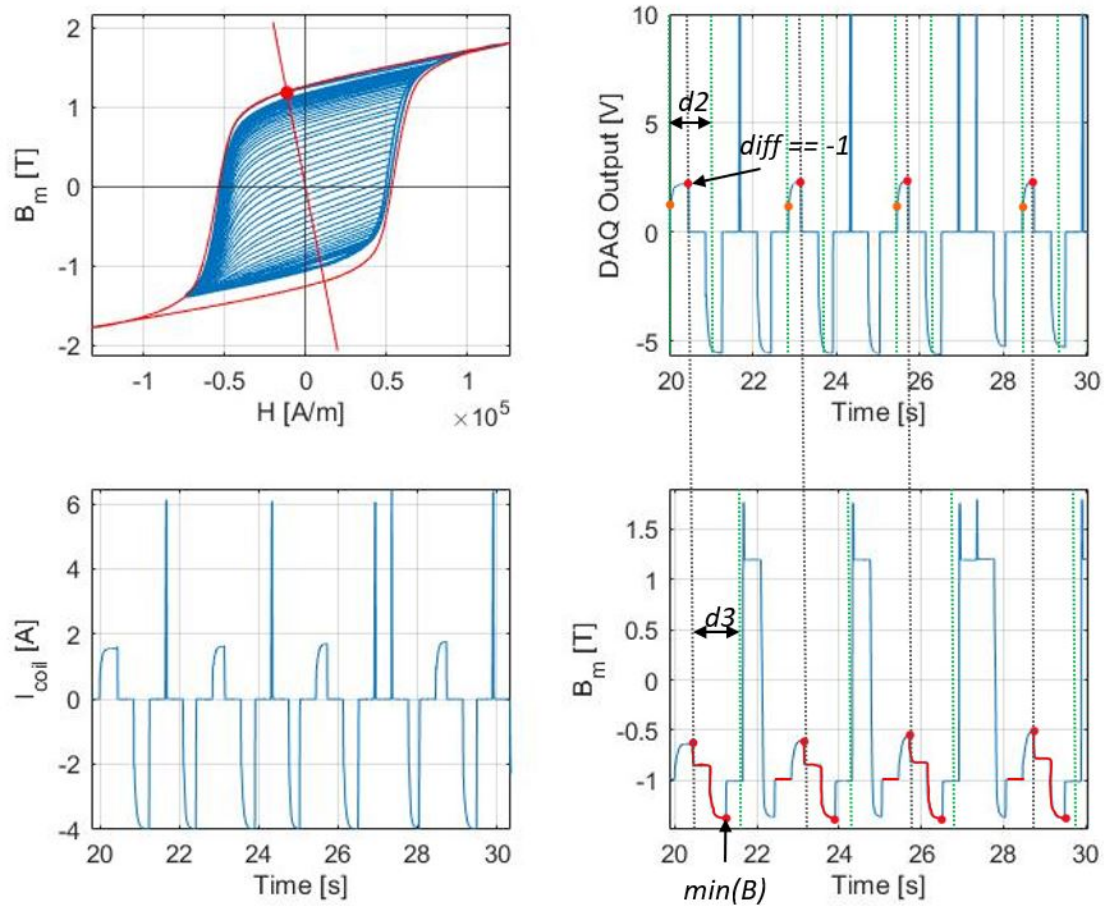 2
1
0
-1
-2
B_m [T]
-1 -0.5 0 0.5 1
H [A/m]
×10^5
10
5
0
-5
DAQ Output [V]
d2
diff == -1
20 22 24 26 28 30
Time [s]
6
4
2
0
-2
-4
I_coil [A]
20 22 24 26 28 30
Time [s]
1.5
1
0.5
0
-0.5
-1
B_m [T]
d3
20 22 24 26 28 30
Time [s]
min(B)